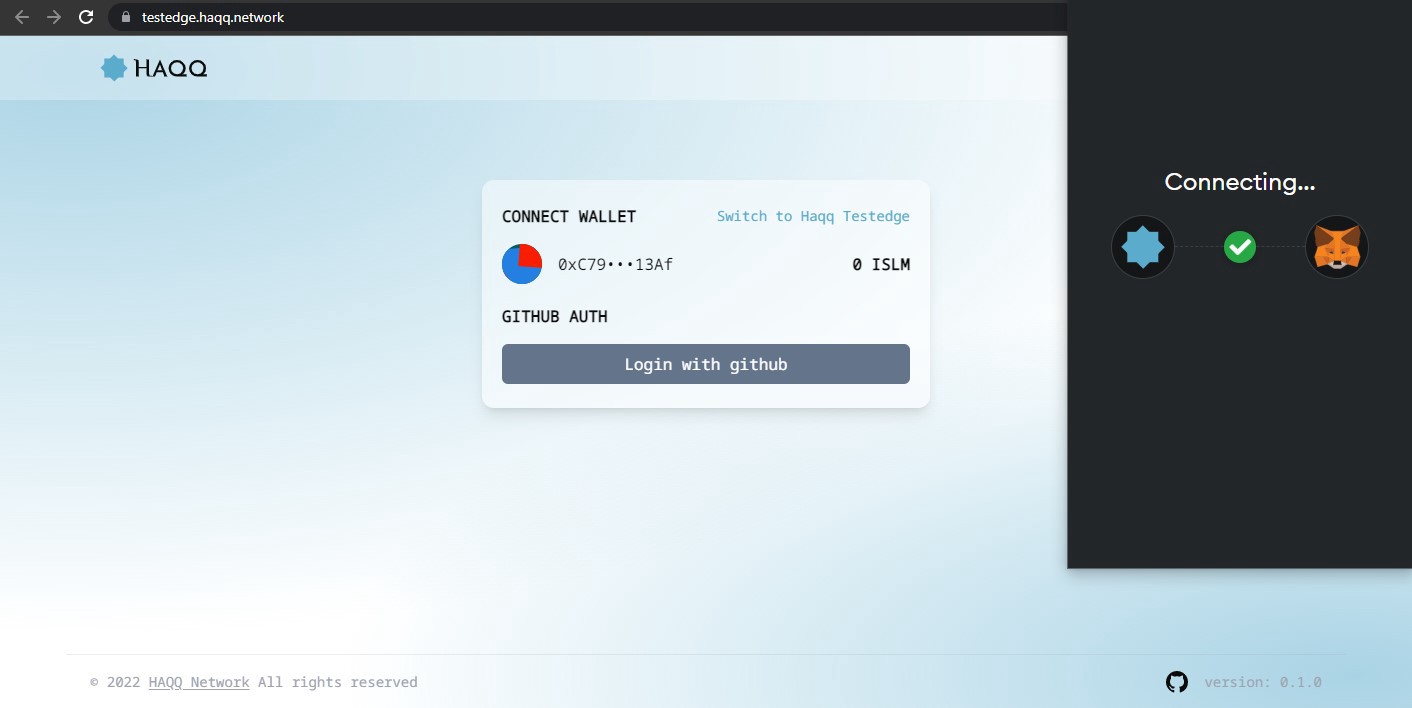 testedge.haqq.network
HAQQ
Connecting...
CONNECT WALLET Switch to Haqq Testedge
0xC79•••13Af 0 ISLM
GITHUB AUTH
Login with github
© 2022 HAQQ Network All rights reserved version: 0.1.0